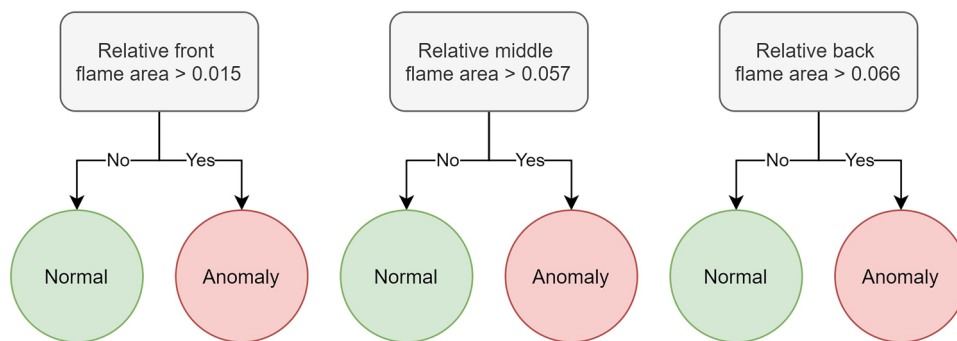 Relative front
flame area > 0.015
No
Yes
Normal
Anomaly
Relative middle
flame area > 0.057
No
Yes
Normal
Anomaly
Relative back
flame area > 0.066
No
Yes
Normal
Anomaly